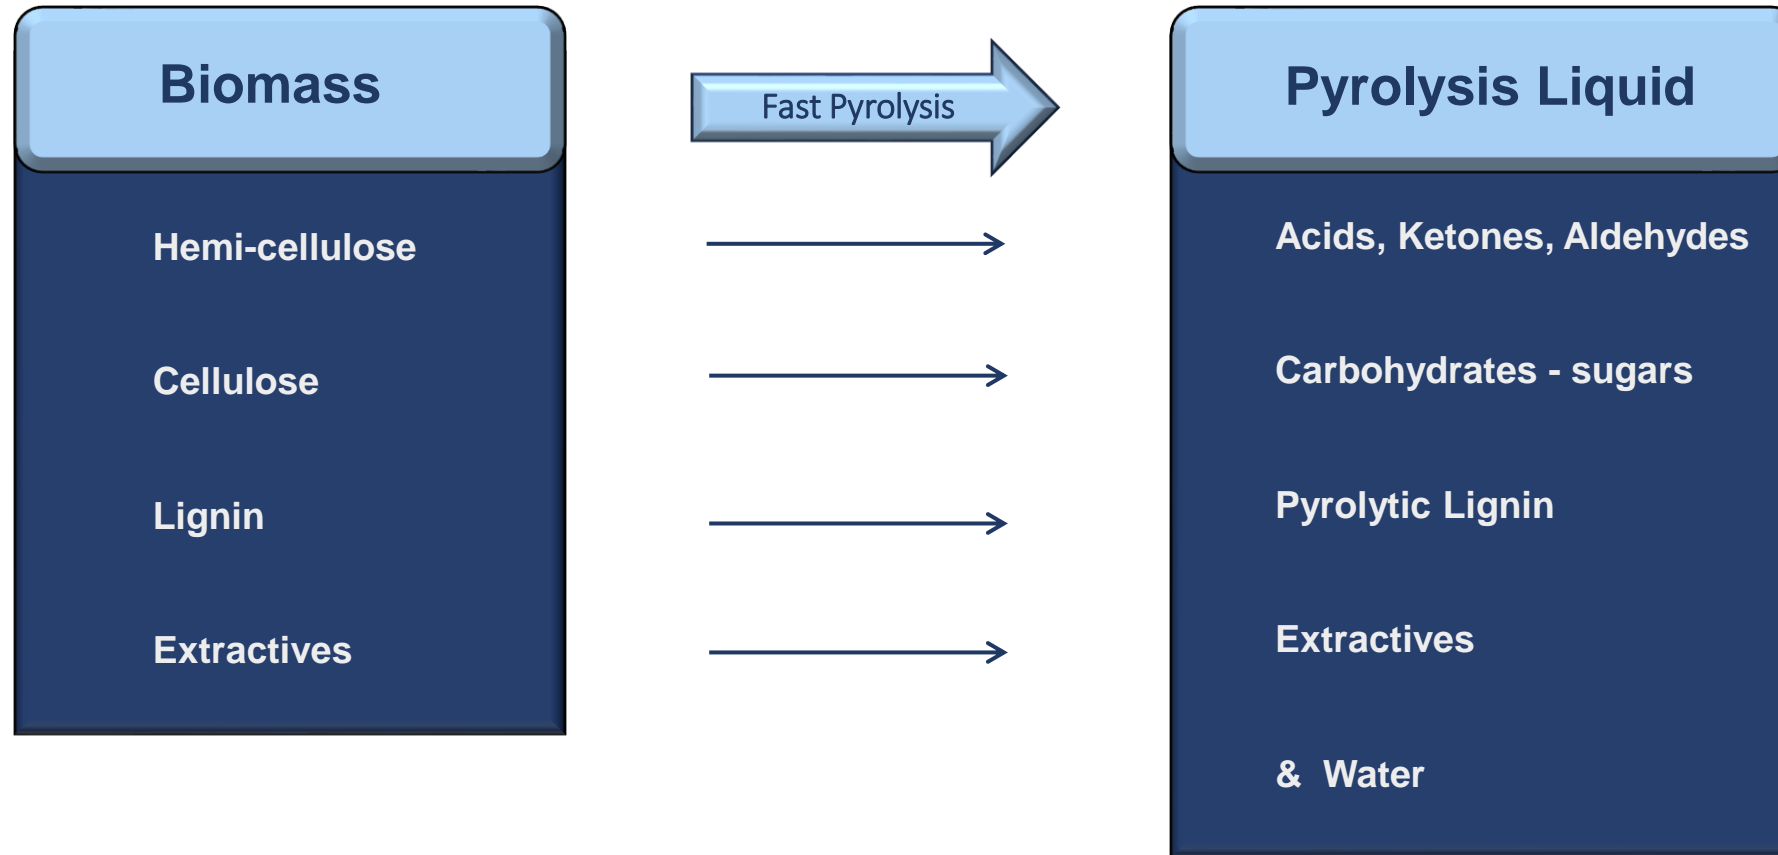 Biomass
Fast Pyrolysis
Pyrolysis Liquid
Hemi-cellulose
Acids, Ketones, Aldehydes
Cellulose
Carbohydrates - sugars
Lignin
Pyrolytic Lignin
Extractives
Extractives
& Water